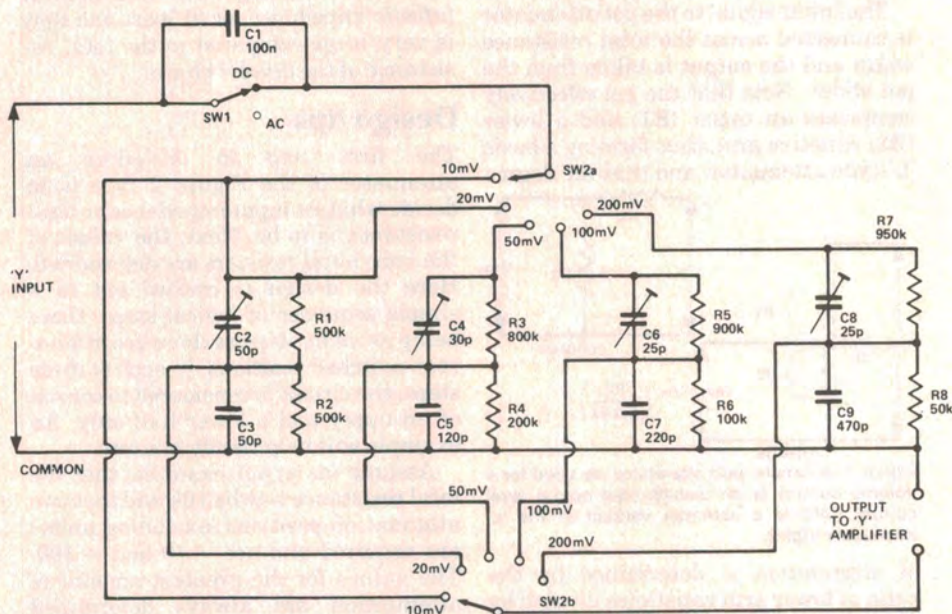 C1
100n
DC
SW1
AC
10mV
SW2a
20mV
50mV
200mV
100mV
R7
950k
'Y'
INPUT
C2
50p
R1
500k
C4
30p
R3
800k
C6
25p
R5
900k
C8
25p
C3
50p
R2
500k
C5
120p
R4
200k
C7
220p
R6
100k
C9
470p
R8
50k
COMMON
50mV
100mV
OUTPUT
TO 'Y'
AMPLIFIER
20mV
200mV
10mV
SW2b